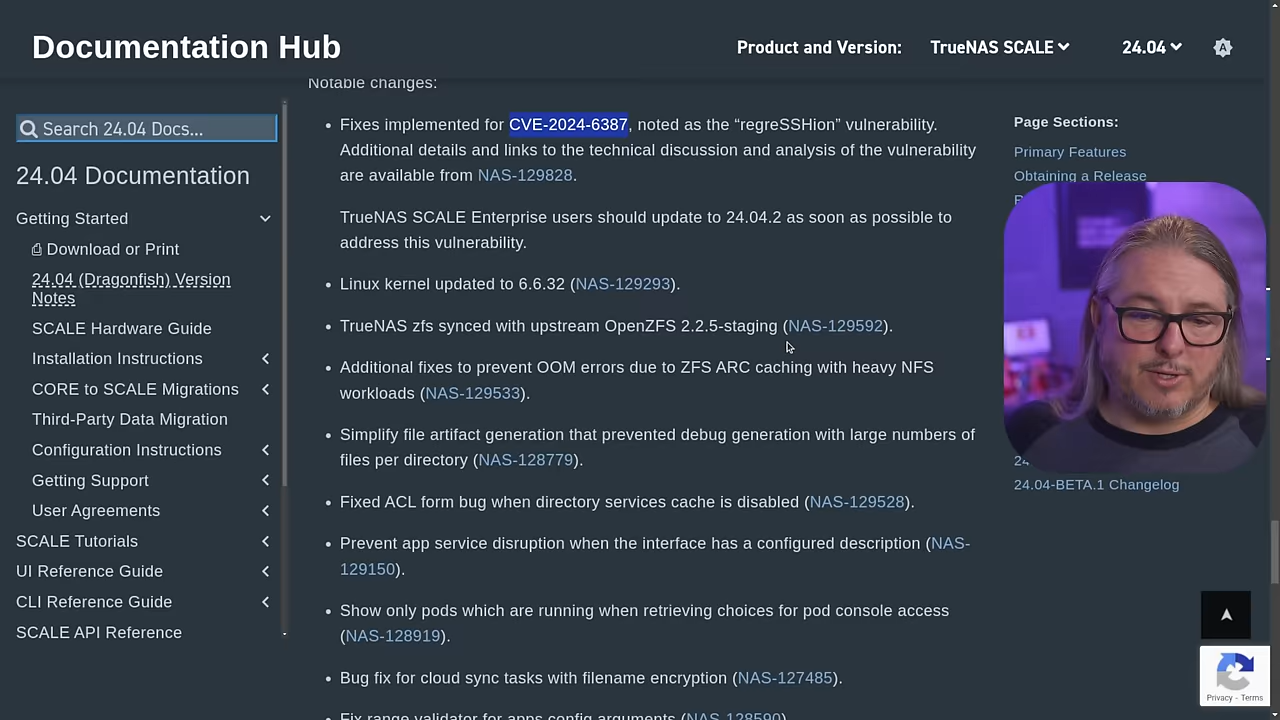 Documentation Hub
Product and Version:
TrueNAS SCALE
24.04
Search 24.04 Docs...
24.04 Documentation
Getting Started
Download or Print
24.04 (Dragonfish) Version
Notes
SCALE Hardware Guide
Installation Instructions
CORE to SCALE Migrations
Third-Party Data Migration
Configuration Instructions
Getting Support
User Agreements
SCALE Tutorials
UI Reference Guide
CLI Reference Guide
SCALE API Reference
Notable changes:
• Fixes implemented for CVE-2024-6387, noted as the “regreSSHion” vulnerability.
Additional details and links to the technical discussion and analysis of the vulnerability
are available from NAS-129828.
TrueNAS SCALE Enterprise users should update to 24.04.2 as soon as possible to
address this vulnerability.
• Linux kernel updated to 6.6.32 (NAS-129293).
• TrueNAS zfs synced with upstream OpenZFS 2.2.5-staging (NAS-129592).
• Additional fixes to prevent OOM errors due to ZFS ARC caching with heavy NFS
workloads (NAS-129533).
• Simplify file artifact generation that prevented debug generation with large numbers of
files per directory (NAS-128779).
• Fixed ACL form bug when directory services cache is disabled (NAS-129528).
• Prevent app service disruption when the interface has a configured description (NAS-
129150).
• Show only pods which are running when retrieving choices for pod console access
(NAS-128919).
• Bug fix for cloud sync tasks with filename encryption (NAS-127485).
• Fix range validator for apps config arguments (NAS-128590)
Page Sections:
Primary Features
Obtaining a Release
24
24.04-BETA.1 Changelog
Privacy - Terms